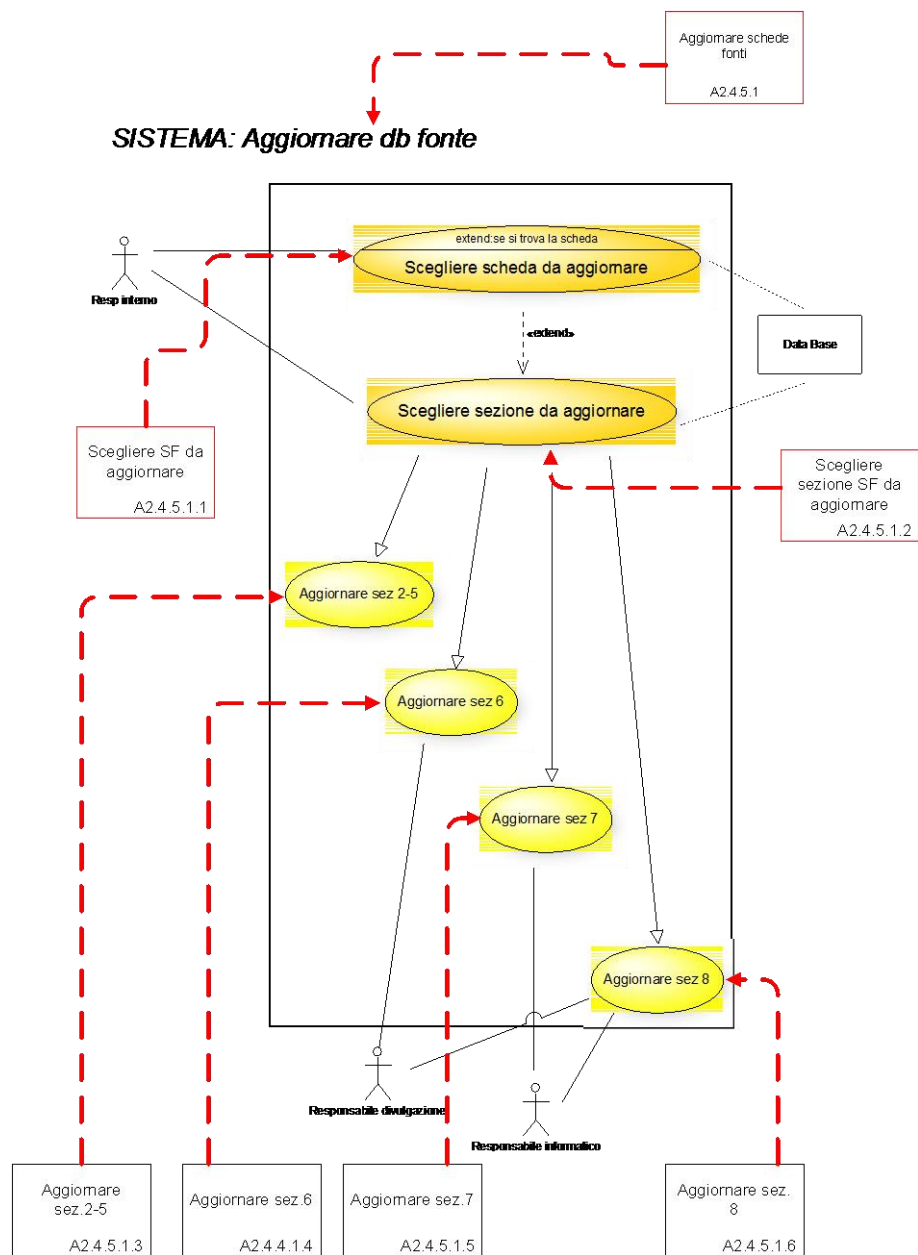 Aggiornare schede
fonti
A2.4.5.1
SISTEMA: Aggiornare db fonte
extend:se si trova la scheda
Scegliere scheda da aggiornare
Resp interno
«extend»
Data Base
Scegliere sezione da aggiornare
Scegliere SF da
aggiornare
A2.4.5.1.1
Scegliere
sezione SF da
aggiornare
A2.4.5.1.2
Aggiornare sez 2-5
Aggiornare sez 6
Aggiornare sez 7
Aggiornare sez 8
Responsabile divulgazione
Responsabile informatico
Aggiornare
sez.2-5
A2.4.5.1.3
Aggiornare sez.6
A2.4.4.1.4
Aggiornare sez.7
A2.4.5.1.5
Aggiornare sez.
8
A2.4.5.1.6